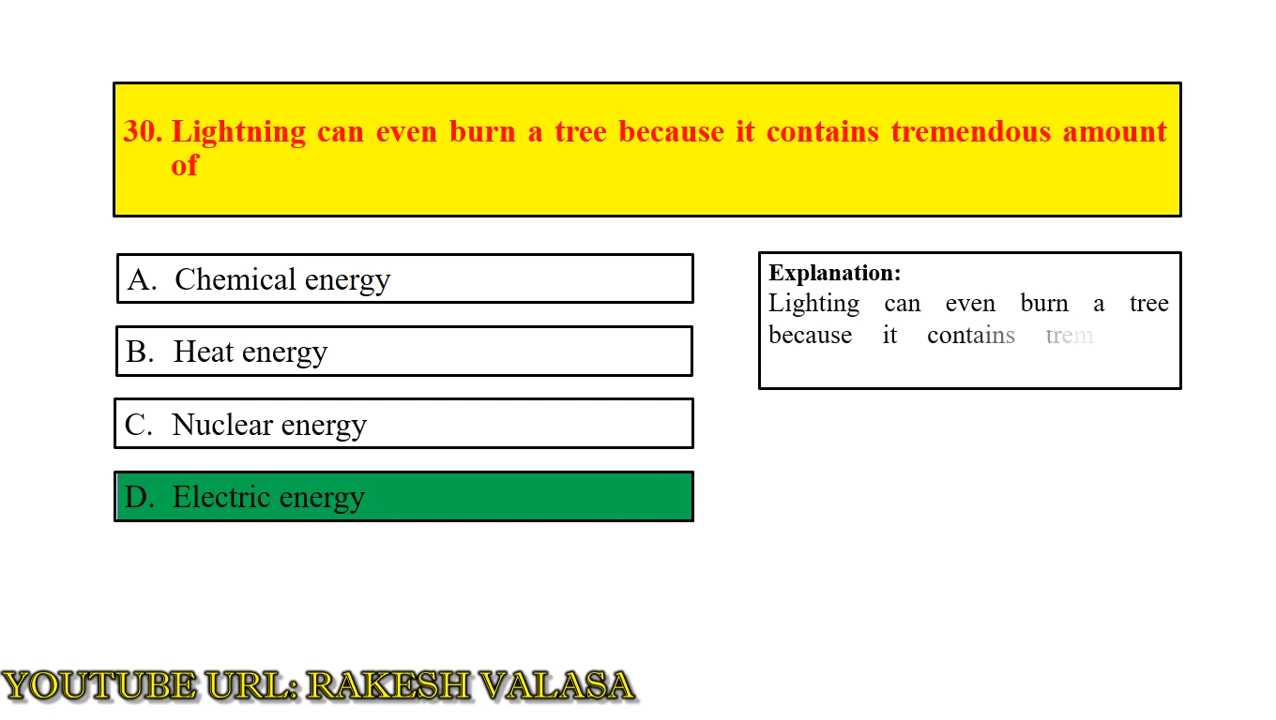 30. Lightning can even burn a tree because it contains tremendous amount
of
A. Chemical energy
B. Heat energy
C. Nuclear energy
D. Electric energy
Explanation:
Lighting can even burn a tree
because it contains trem
YOUTUBE URL: RAKESH VALASA